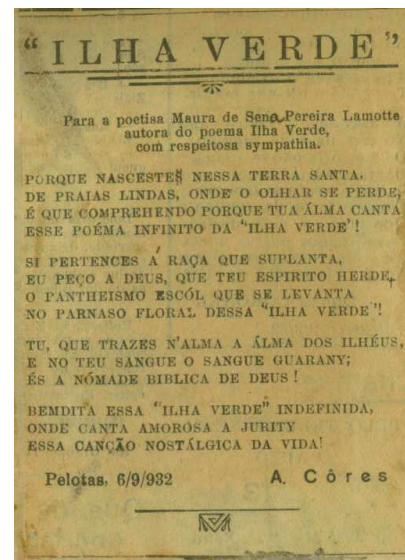 "ILHA VERDE"
Para a poetisa Maura de Sena Pereira Lamotte
autora do poema Ilha Verde,
com respeitosa sympathia.
PORQUE NASCESTES NESSA TERRA SANTA.
DE PRAIAS LINDAS, ONDE O OLHAR SE PERDE,
É QUE COMPREHENDO PORQUE TUA ÁLMA CANTA
ESSE POÉMA INFINITO DA "ILHA VERDE"!
SI PERTENCES Á RAÇA QUE SUPLANTA,
EU PEÇO A DEUS, QUE TEU ESPIRITO HERDE,
O PANTHEISMO ESCÓL QUE SE LEVANTA
NO PARNASO FLORAL DESSA "ILHA VERDE"!
TU, QUE TRAZES N'ALMA A ÁLMA DOS ILHÉUS,
E NO TEU SANGUE O SANGUE GUARANY;
ÉS A NÓMADE BIBLICA DE DEUS!
BEMDITA ESSA "ILHA VERDE" INDEFINIDA,
ONDE CANTA AMOROSA A JURITY
ESSA CANÇÃO NOSTÁLGICA DA VIDA!
Pelotas, 6/9/932 A. Côres